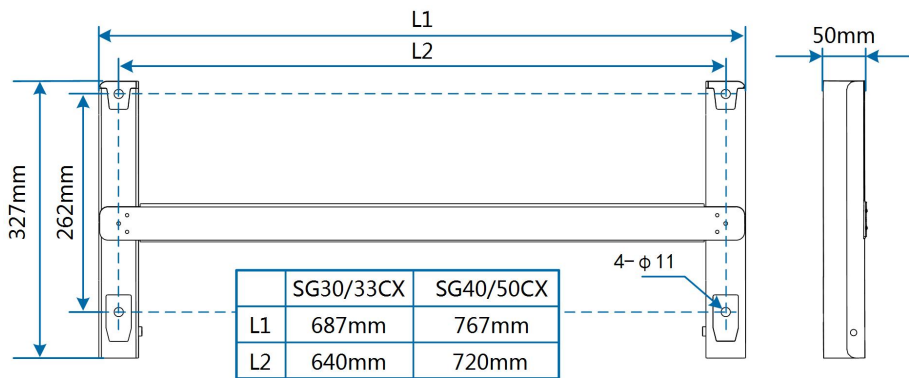 L1
L2
50mm
327mm
262mm
4-φ11
SG30/33CX SG40/50CX
L1 687mm 767mm
L2 640mm 720mm